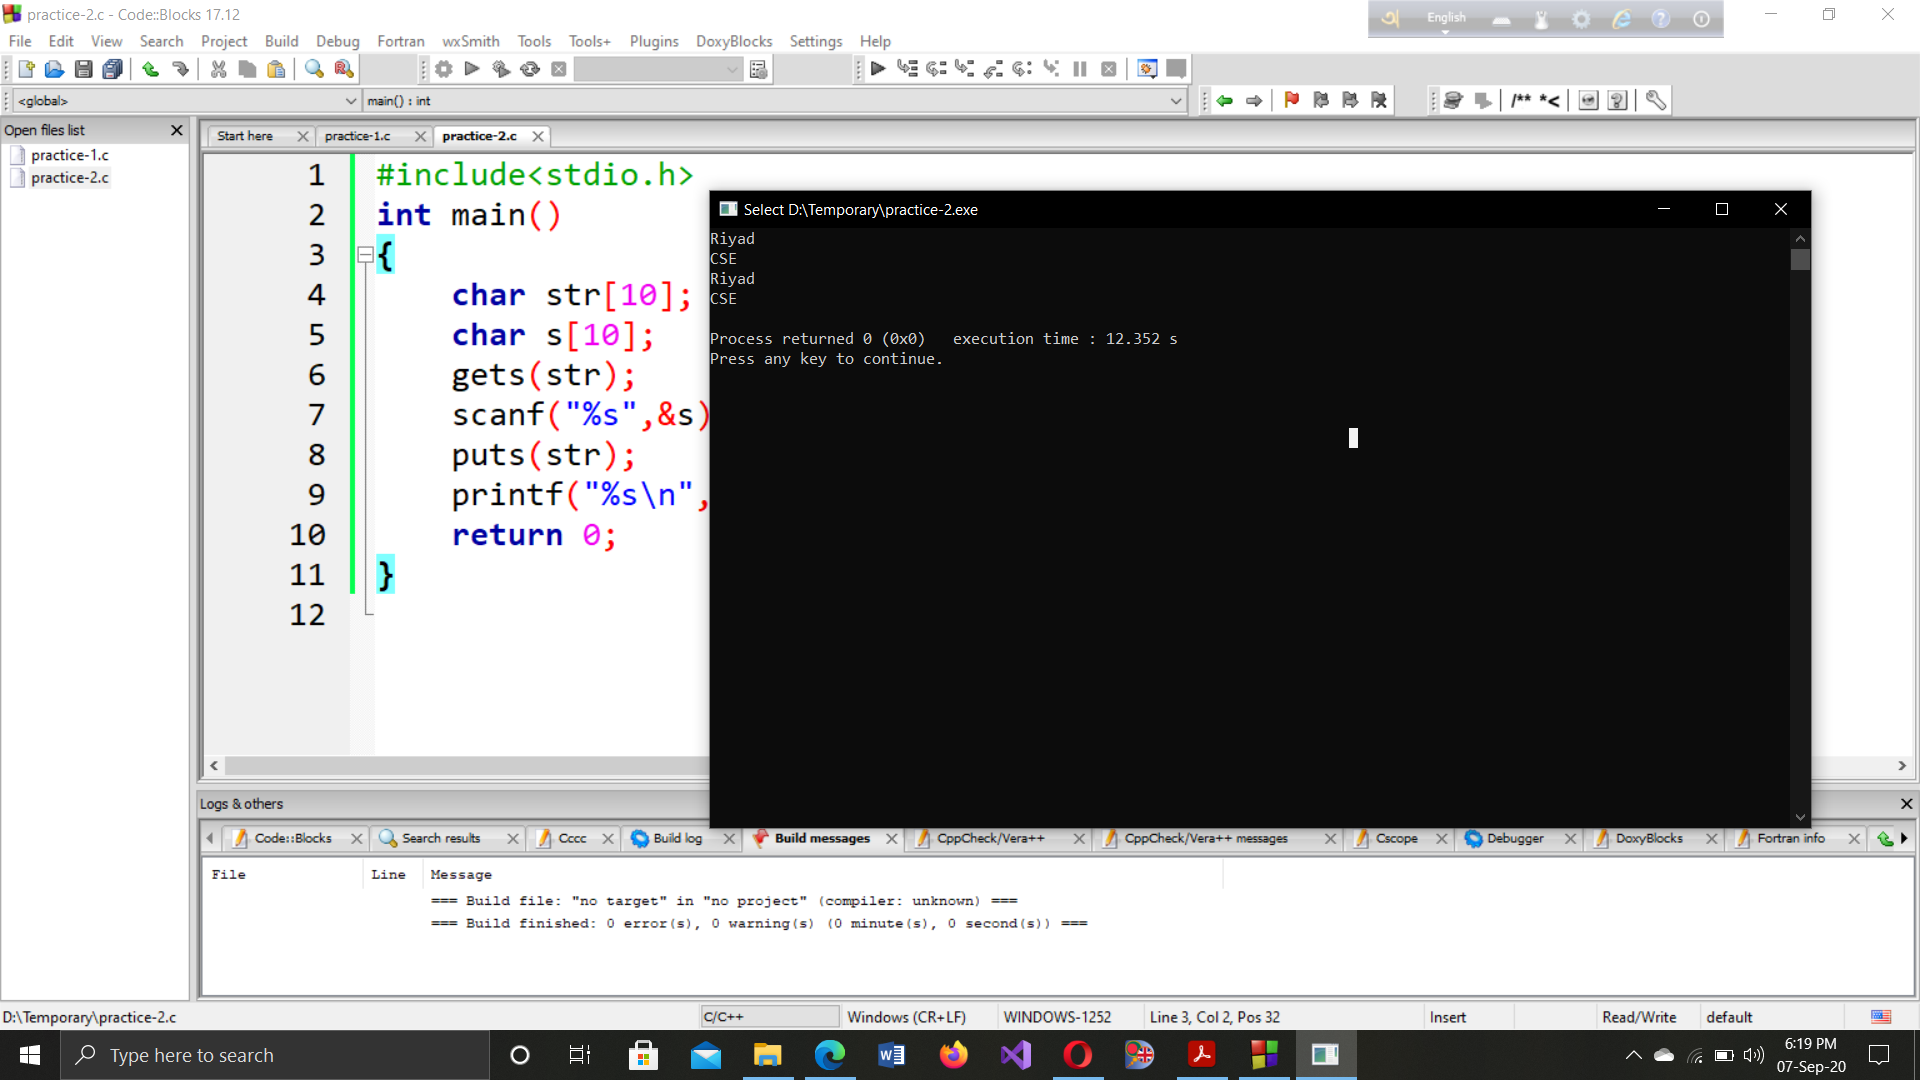 practice-2.c - Code::Blocks 17.12
English
File Edit View Search Project Build Debug Fortran wxSmith Tools Tools+ Plugins DoxyBlocks Settings Help
<global> main() : int /** *<
Open files list
practice-1.c
practice-2.c
Start here practice-1.c practice-2.c
1 #include<stdio.h>
2 int main()
3 {
4 char str[10];
5 char s[10];
6 gets(str);
7 scanf("%s",&s)
8 puts(str);
9 printf("%s\n",
10 return 0;
11 }
12
Select D:\Temporary\practice-2.exe
Riyad
CSE
Riyad
CSE
Process returned 0 (0x0) execution time : 12.352 s
Press any key to continue.
Logs & others
Code::Blocks Search results Cccc Build log Build messages CppCheck/Vera++ CppCheck/Vera++ messages Cscope Debugger DoxyBlocks Fortran info
File Line Message
=== Build file: "no target" in "no project" (compiler: unknown) ===
=== Build finished: 0 error(s), 0 warning(s) (0 minute(s), 0 second(s)) ===
D:\Temporary\practice-2.c C/C++ Windows (CR+LF) WINDOWS-1252 Line 3, Col 2, Pos 32 Insert Read/Write default
Type here to search
6:19 PM
07-Sep-20